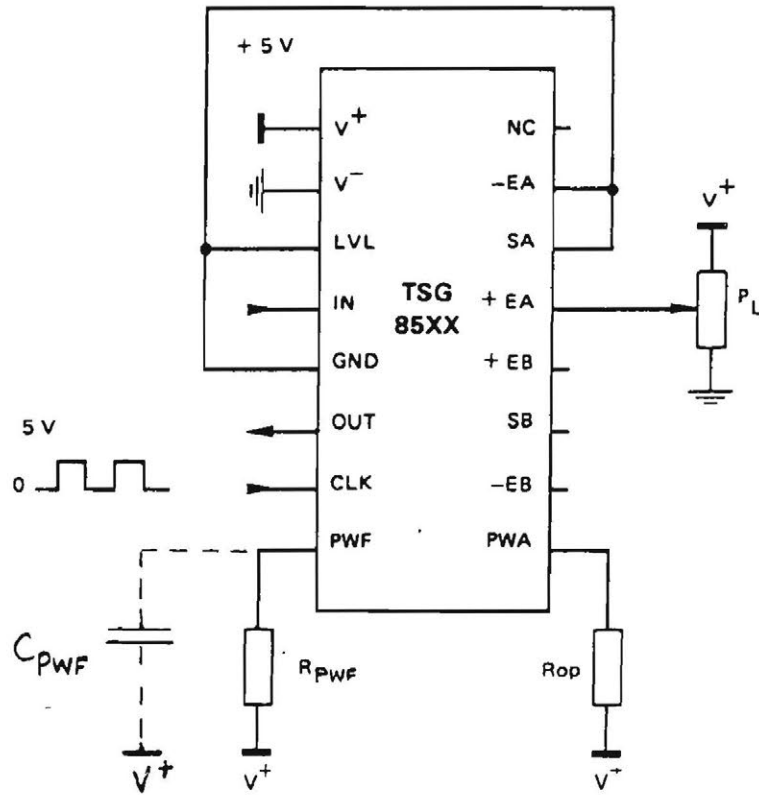 + 5 V
V+
NC
V-
-EA
V+
LVL
SA
TSG
85XX
IN
+ EA
PL
GND
+ EB
5 V
OUT
SB
0
CLK
-EB
PWF
PWA
CPWF
RPWF
Rop
V+
V+
V+